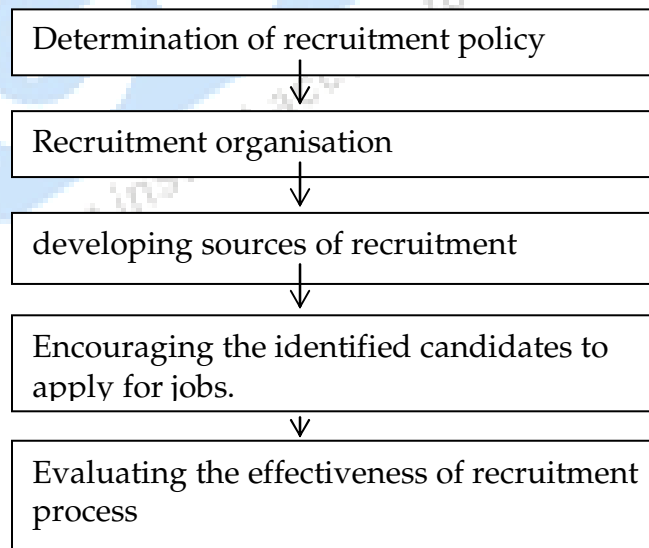 Determination of recruitment policy
Recruitment organisation
developing sources of recruitment
Encouraging the identified candidates to
apply for jobs.
Evaluating the effectiveness of recruitment
process